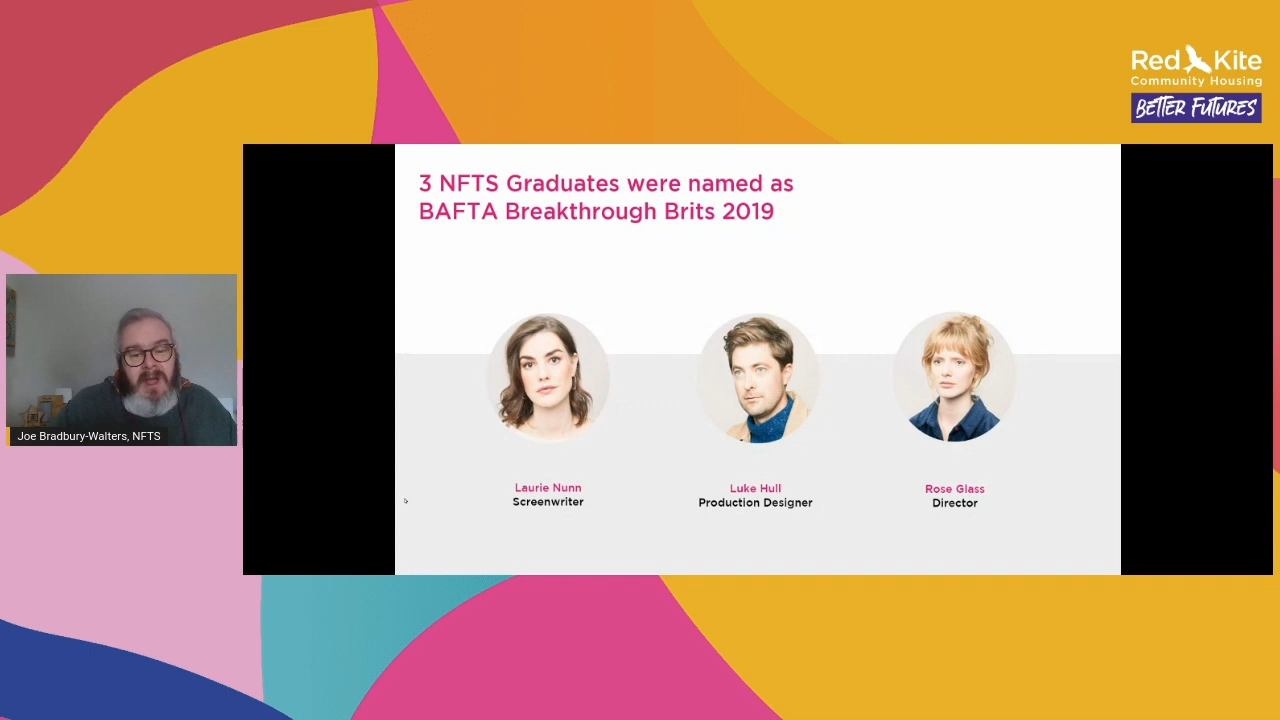 Red Kite
Community Housing
BETTER FUTURES
3 NFTS Graduates were named as
BAFTA Breakthrough Brits 2019
Joe Bradbury-Walters, NFTS
Laurie Nunn
Screenwriter
Luke Hull
Production Designer
Rose Glass
Director